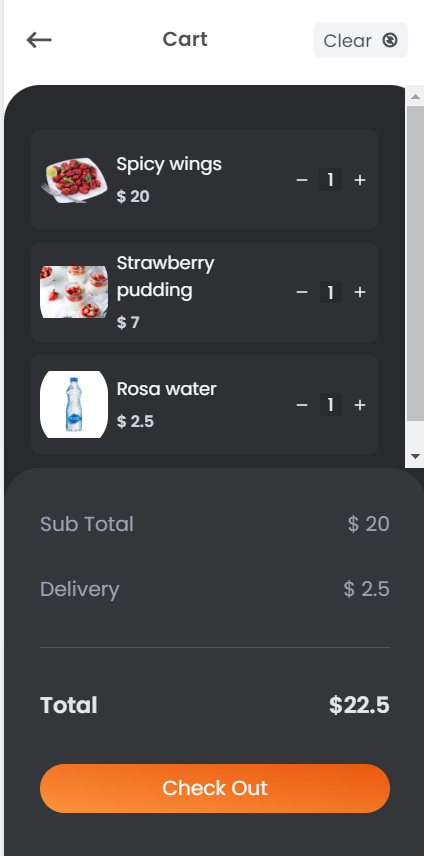 Cart
Clear
Spicy wings
$ 20
− 1 +
Strawberry
pudding
$ 7
− 1 +
Rosa water
$ 2.5
− 1 +
Sub Total $ 20
Delivery $ 2.5
Total $22.5
Check Out